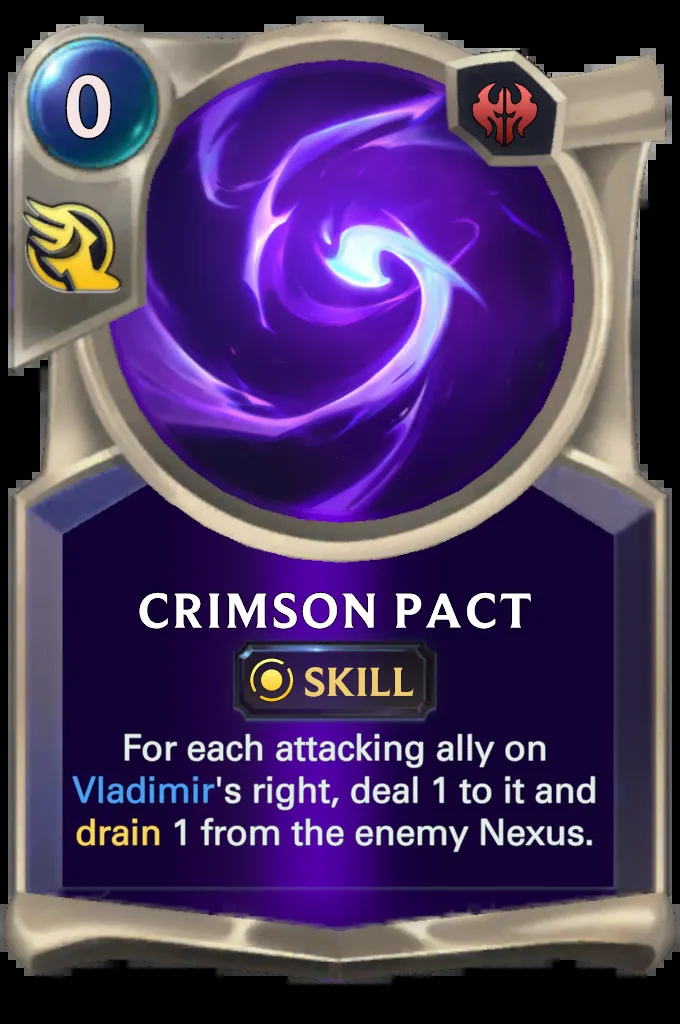 0
CRIMSON PACT
SKILL
For each attacking ally on
Vladimir's right, deal 1 to it and
drain 1 from the enemy Nexus.